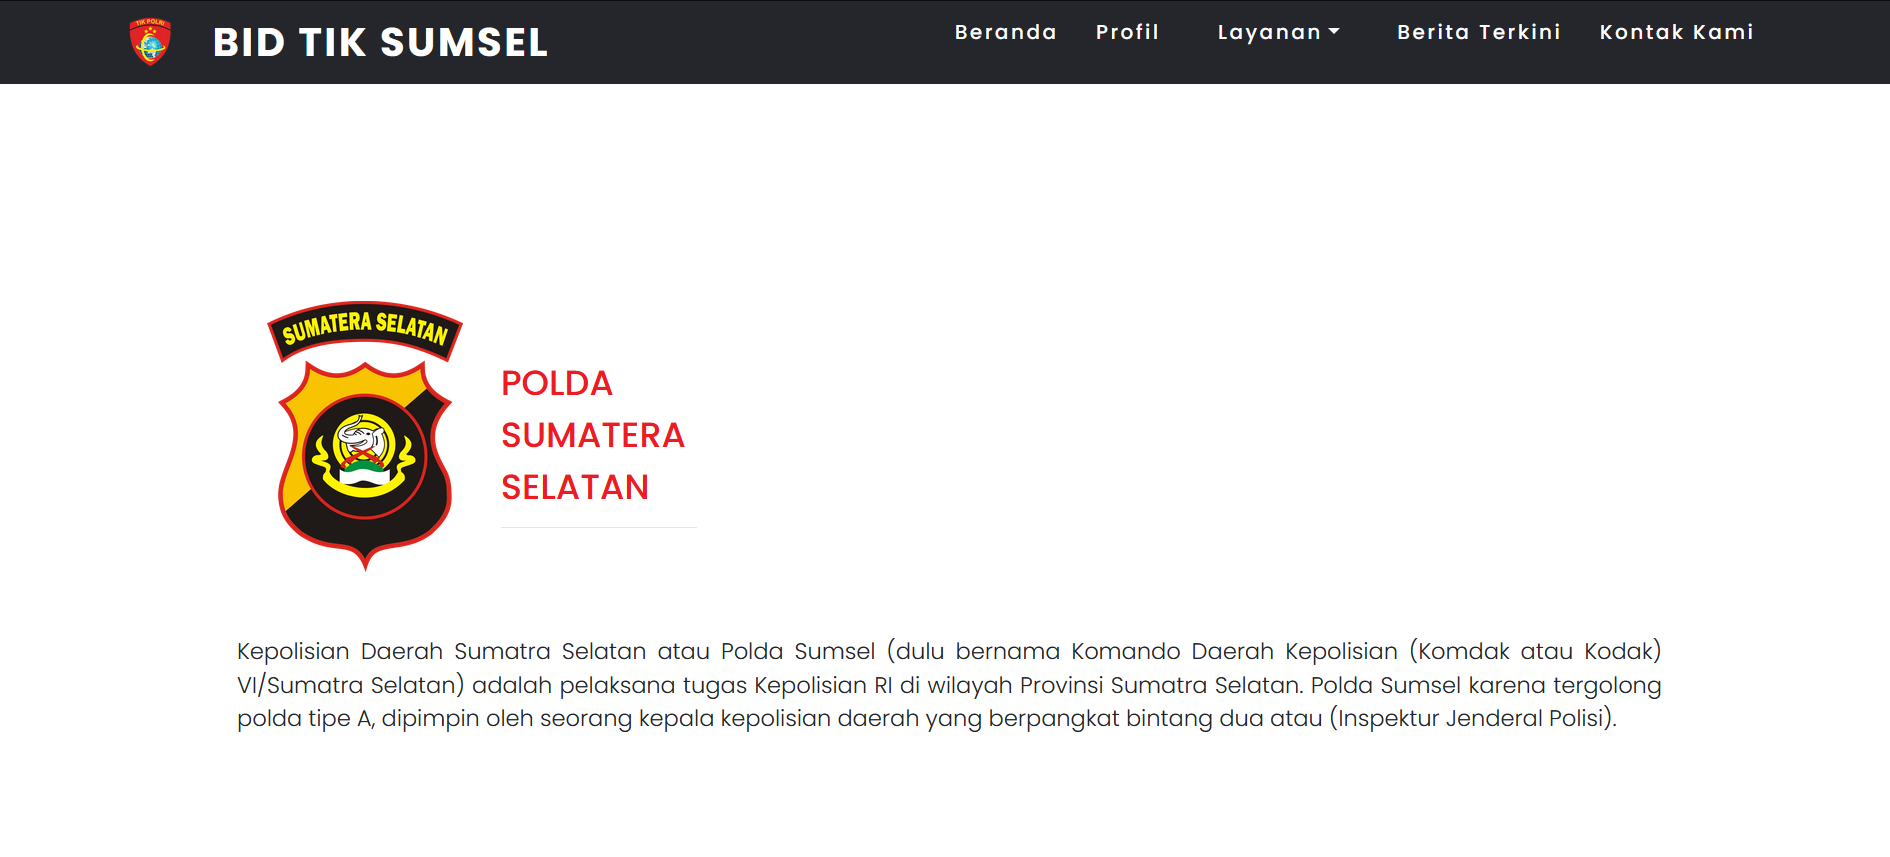 TIK POLRI
BID TIK SUMSEL
Beranda Profil Layanan Berita Terkini Kontak Kami
SUMATERA SELATAN
POLDA
SUMATERA
SELATAN
Kepolisian Daerah Sumatra Selatan atau Polda Sumsel (dulu bernama Komando Daerah Kepolisian (Komdak atau Kodak)
VI/Sumatra Selatan) adalah pelaksana tugas Kepolisian RI di wilayah Provinsi Sumatra Selatan. Polda Sumsel karena tergolong
polda tipe A, dipimpin oleh seorang kepala kepolisian daerah yang berpangkat bintang dua atau (Inspektur Jenderal Polisi).